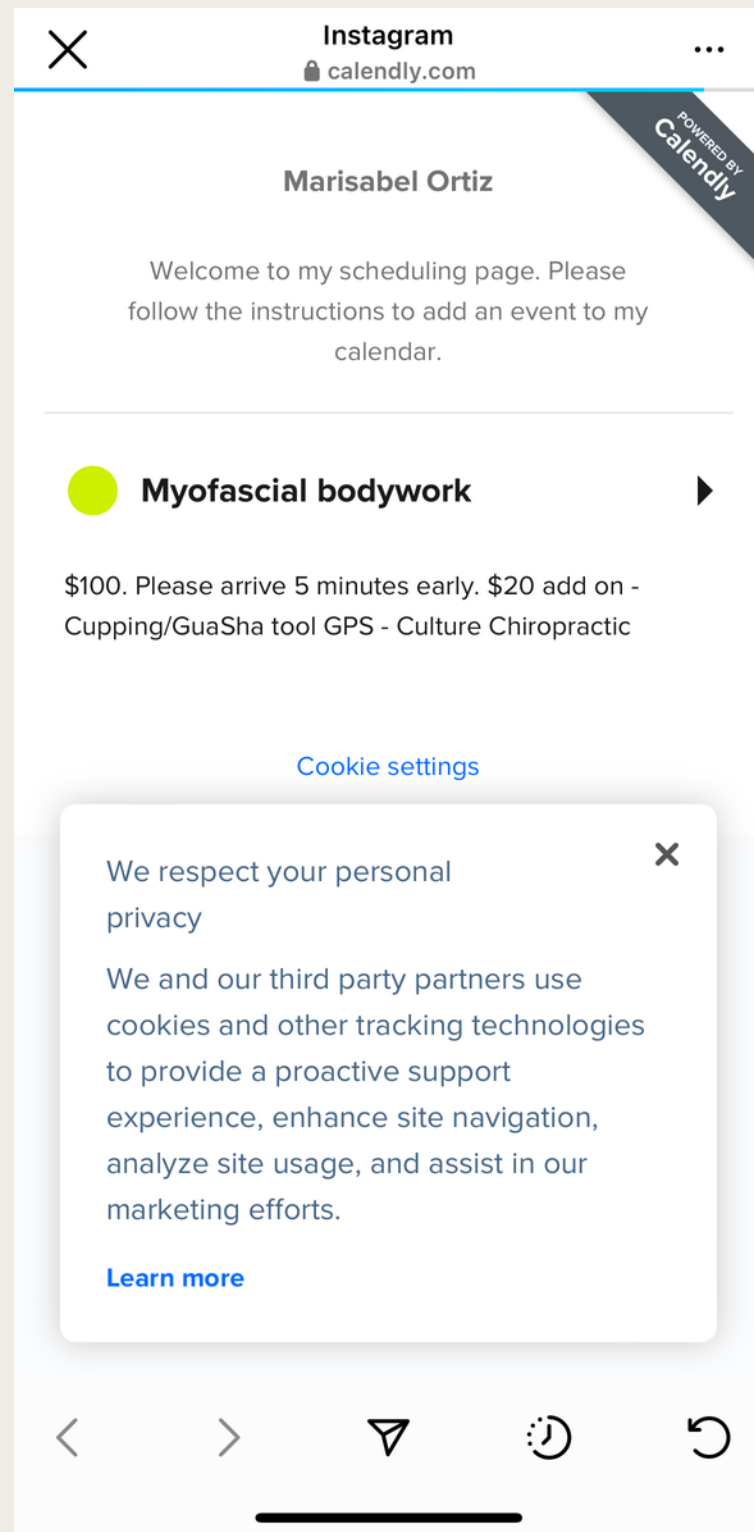 Instagram
calendly.com
POWERED BY
Calendly
Marisabel Ortiz
Welcome to my scheduling page. Please
follow the instructions to add an event to my
calendar.
Myofascial bodywork
$100. Please arrive 5 minutes early. $20 add on -
Cupping/GuaSha tool GPS - Culture Chiropractic
Cookie settings
We respect your personal
privacy
We and our third party partners use
cookies and other tracking technologies
to provide a proactive support
experience, enhance site navigation,
analyze site usage, and assist in our
marketing efforts.
Learn more